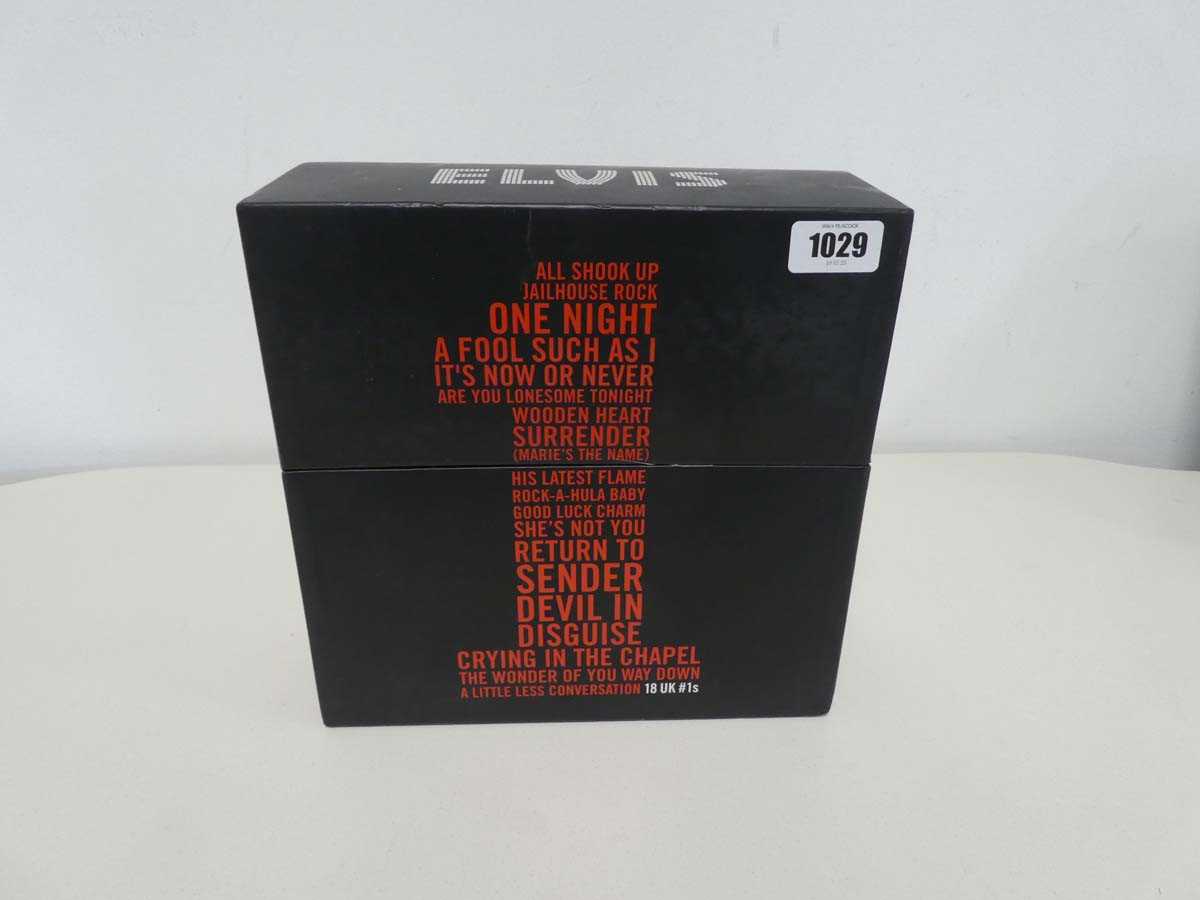 ELVIS
1029
ALL SHOOK UP
JAILHOUSE ROCK
ONE NIGHT
A FOOL SUCH AS I
IT'S NOW OR NEVER
ARE YOU LONESOME TONIGHT
WOODEN HEART
SURRENDER
(MARIE'S THE NAME)
HIS LATEST FLAME
ROCK-A-HULA BABY
GOOD LUCK CHARM
SHE'S NOT YOU
RETURN TO
SENDER
DEVIL IN
DISGUISE
CRYING IN THE CHAPEL
THE WONDER OF YOU WAY DOWN
A LITTLE LESS CONVERSATION 18 UK #1s